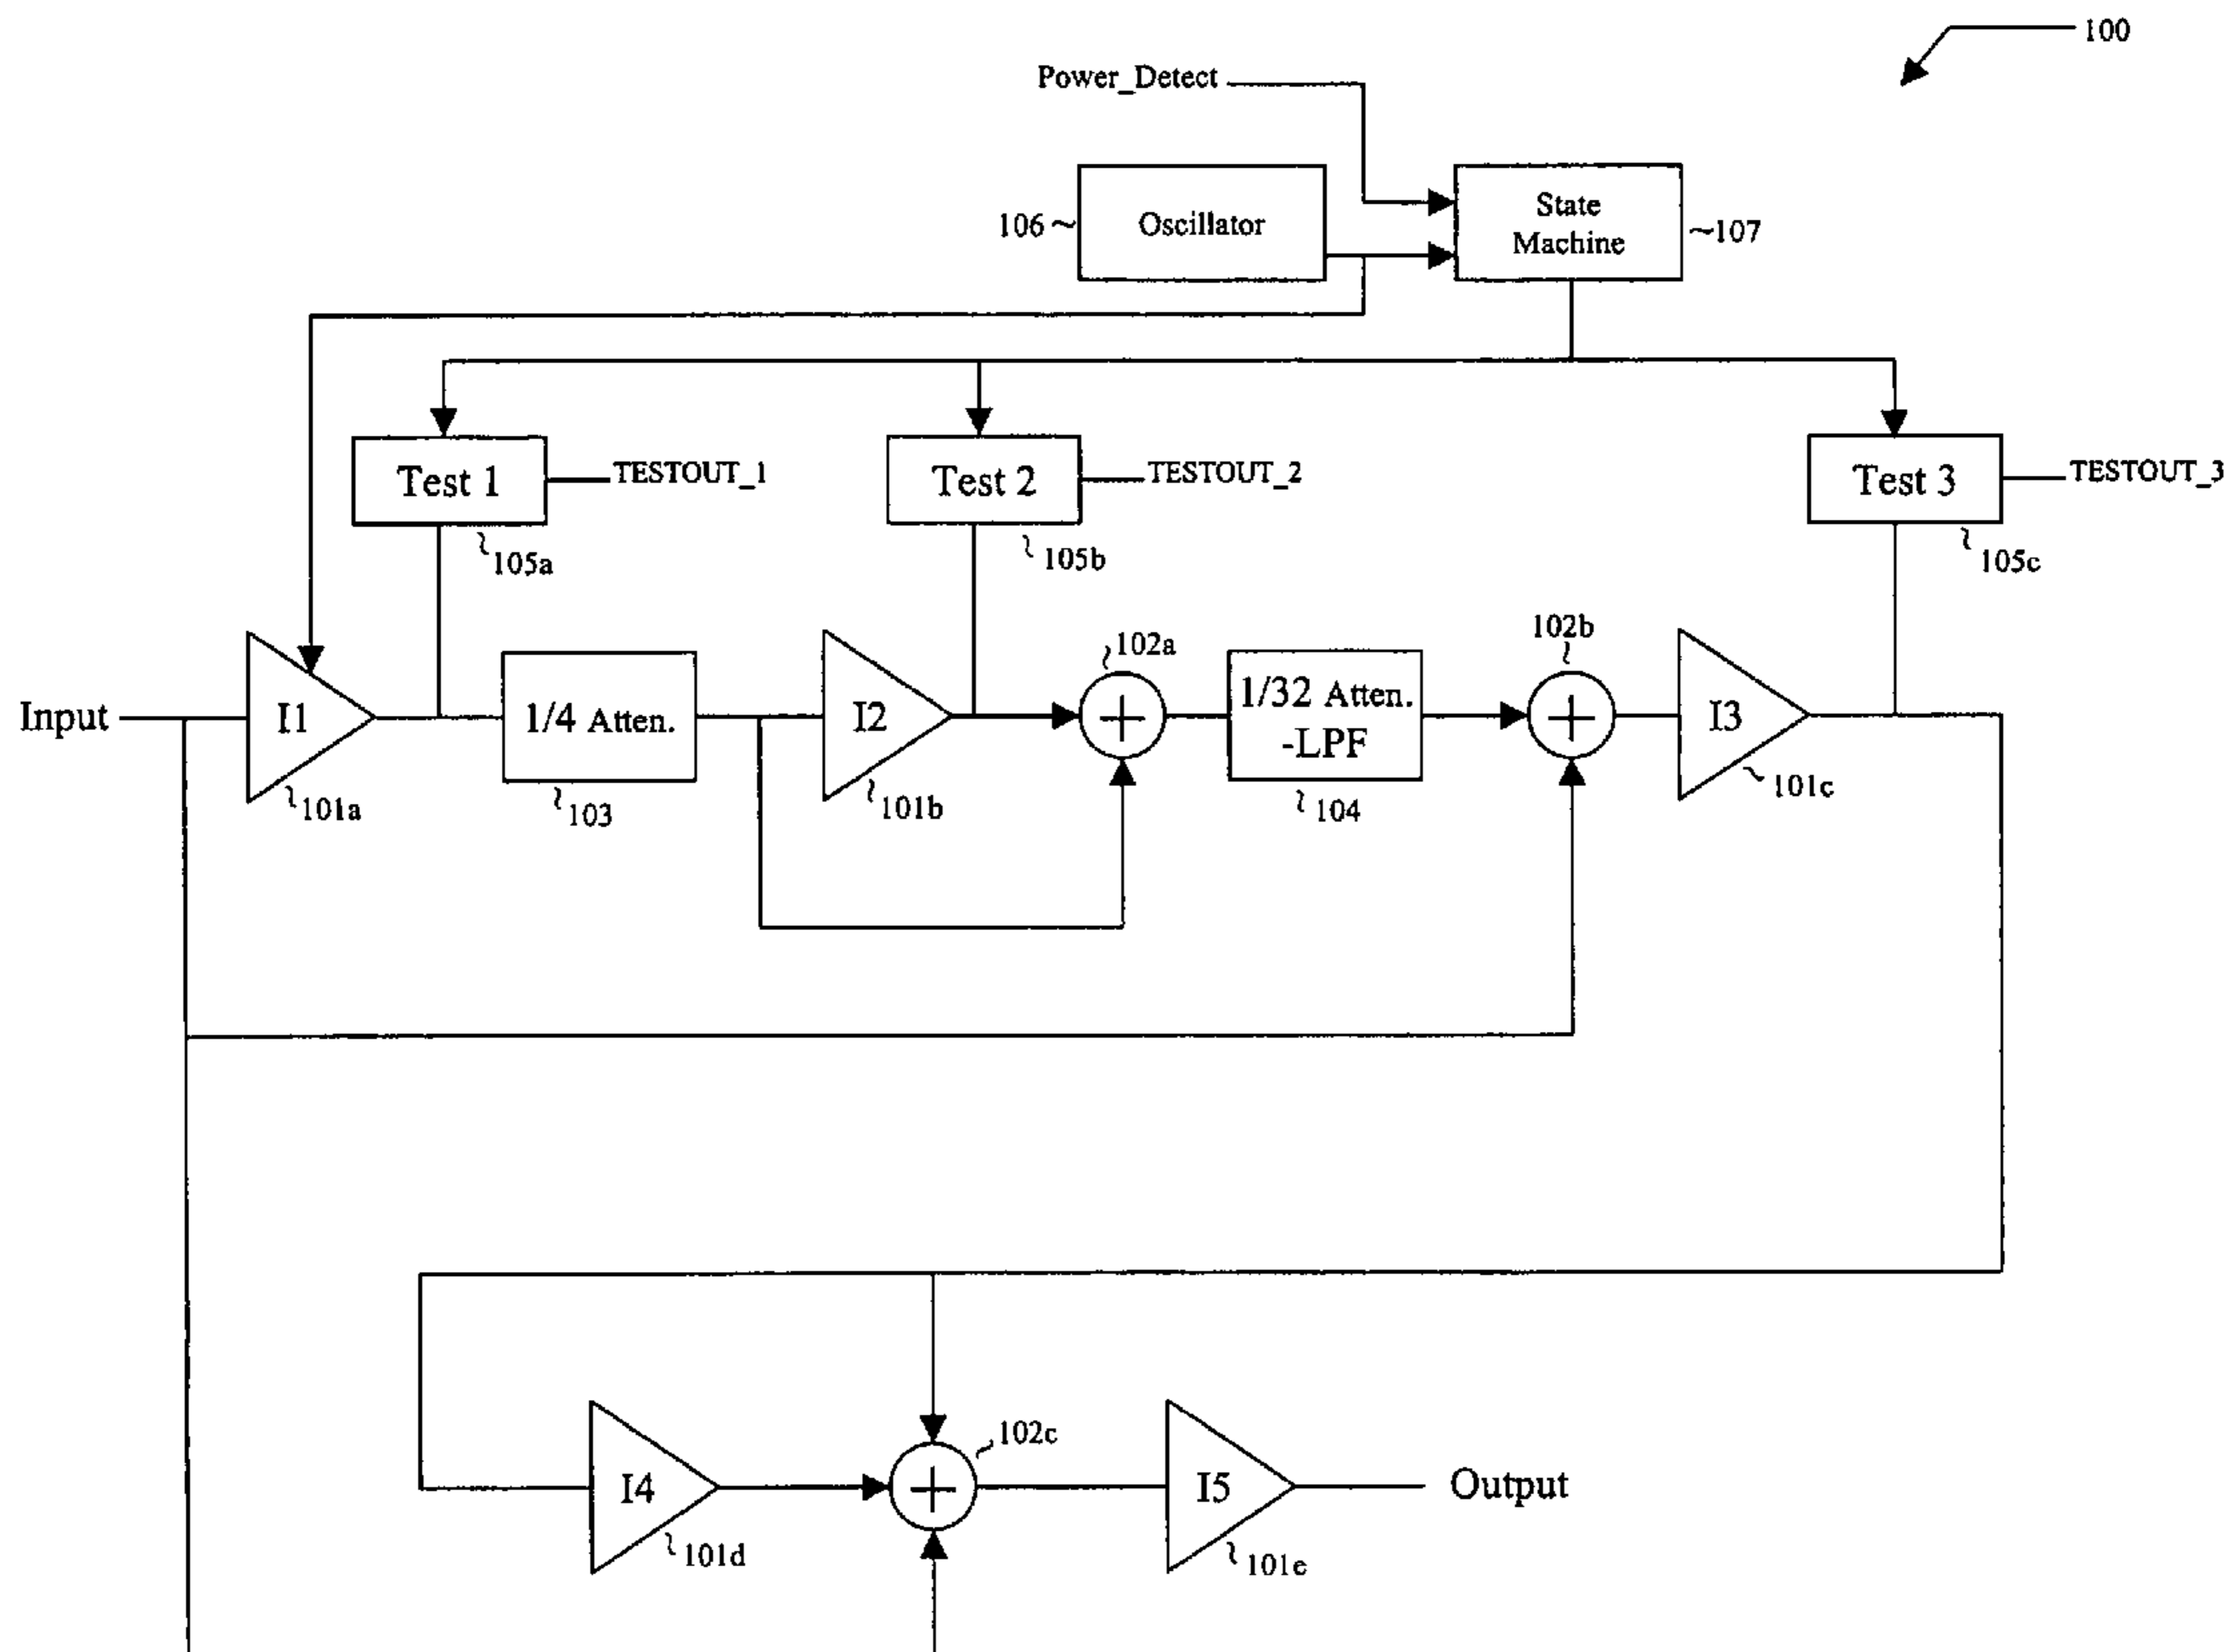 100
Power_Detect
106
Oscillator
State
Machine
107
Test 1
TESTOUT_1
Test 2
TESTOUT_2
Test 3
TESTOUT_3
105a
105b
105c
Input
I1
101a
1/4 Atten.
103
I2
101b
102a
+
1/32 Atten.
-LPF
104
102b
+
I3
101c
I4
101d
102c
+
I5
101e
Output